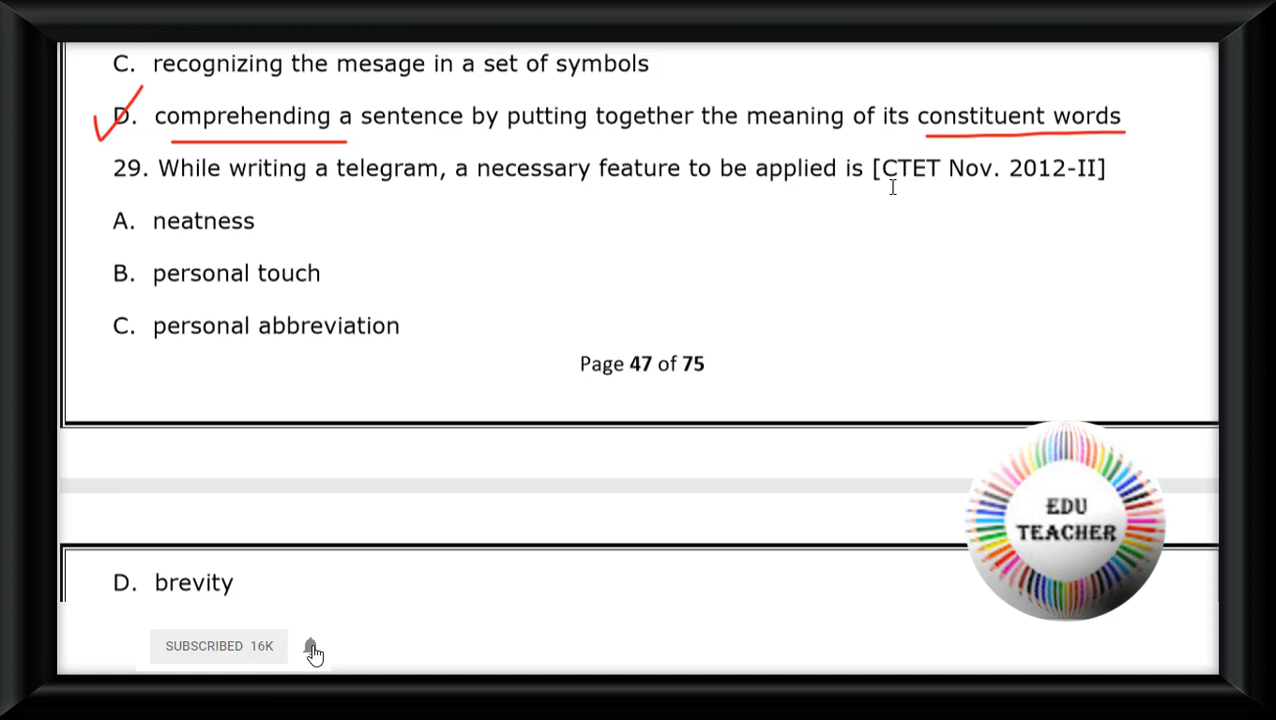 C. recognizing the mesage in a set of symbols
D. comprehending a sentence by putting together the meaning of its constituent words
29. While writing a telegram, a necessary feature to be applied is [CTET Nov. 2012-II]
A. neatness
B. personal touch
C. personal abbreviation
Page 47 of 75
EDU
TEACHER
D. brevity
SUBSCRIBED 16K